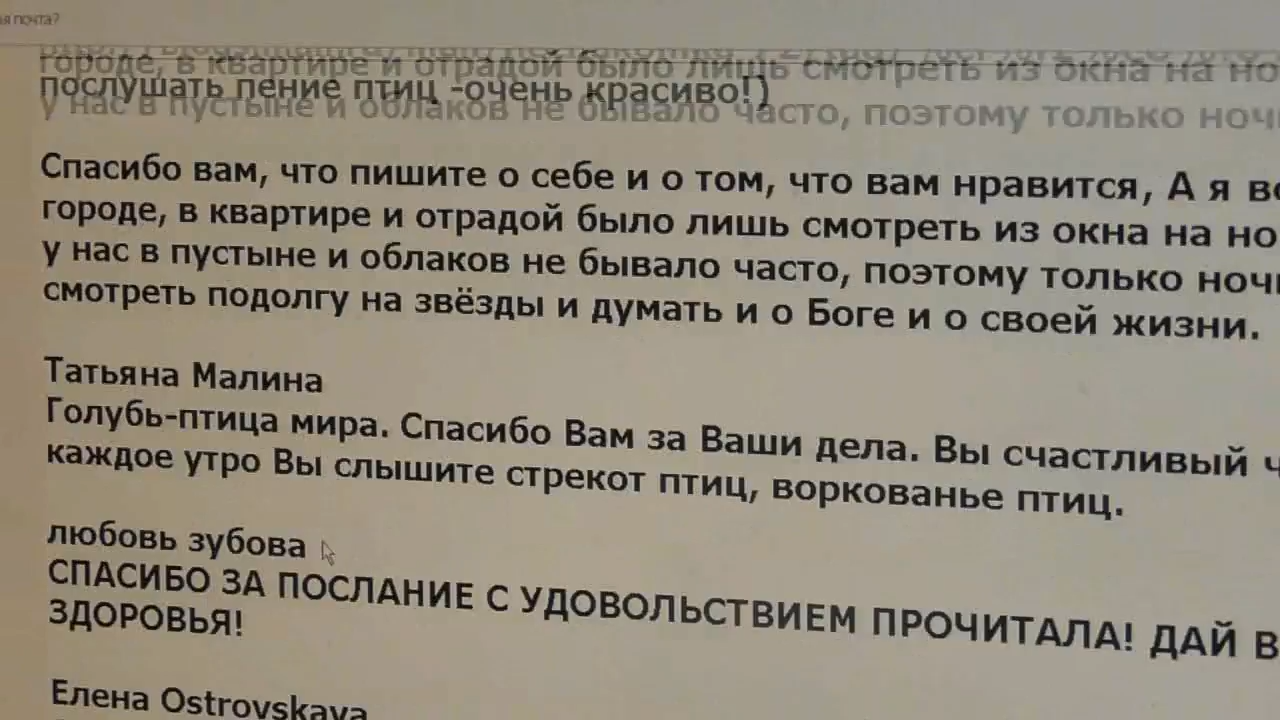 почта?
городе, в квартире и отрадой было лишь смотреть из окна на но
послушать пение птиц -очень красиво!)
у нас в пустыне и облаков не бывало часто, поэтому только ночь
Спасибо вам, что пишите о себе и о том, что вам нравится, А я вс
городе, в квартире и отрадой было лишь смотреть из окна на но
у нас в пустыне и облаков не бывало часто, поэтому только ночь
смотреть подолгу на звёзды и думать и о Боге и о своей жизни.
Татьяна Малина
Голубь-птица мира. Спасибо Вам за Ваши дела. Вы счастливый ч
каждое утро Вы слышите стрекот птиц, воркованье птиц.
любовь зубова
СПАСИБО ЗА ПОСЛАНИЕ С УДОВОЛЬСТВИЕМ ПРОЧИТАЛА! ДАЙ В
ЗДОРОВЬЯ!
Елена Ostrovskaya